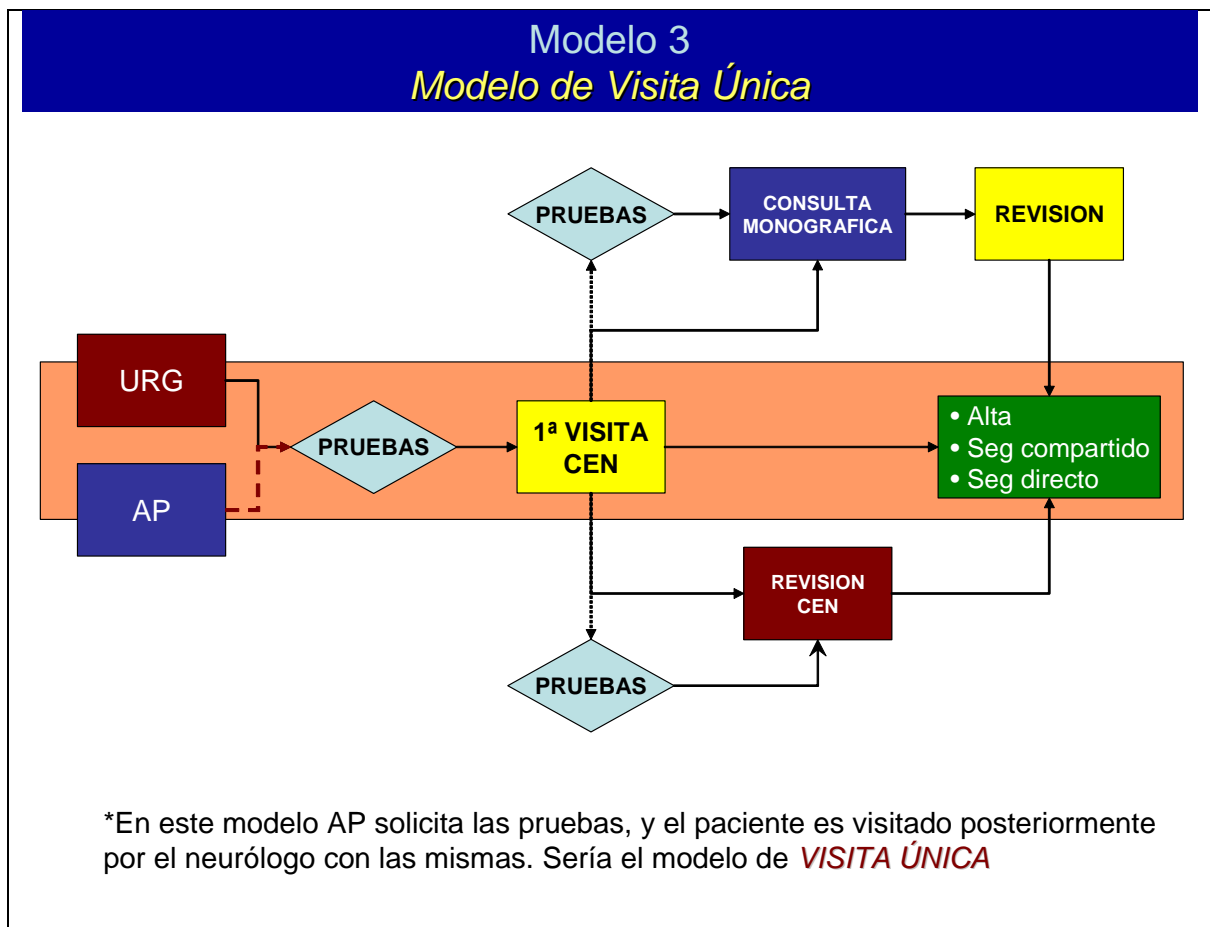 Modelo 3
Modelo de Visita Única
PRUEBAS
CONSULTA
MONOGRAFICA
REVISION
URG
AP
PRUEBAS
1ª VISITA
CEN
• Alta
• Seg compartido
• Seg directo
REVISION
CEN
PRUEBAS
*En este modelo AP solicita las pruebas, y el paciente es visitado posteriormente
por el neurólogo con las mismas. Sería el modelo de VISITA ÚNICA